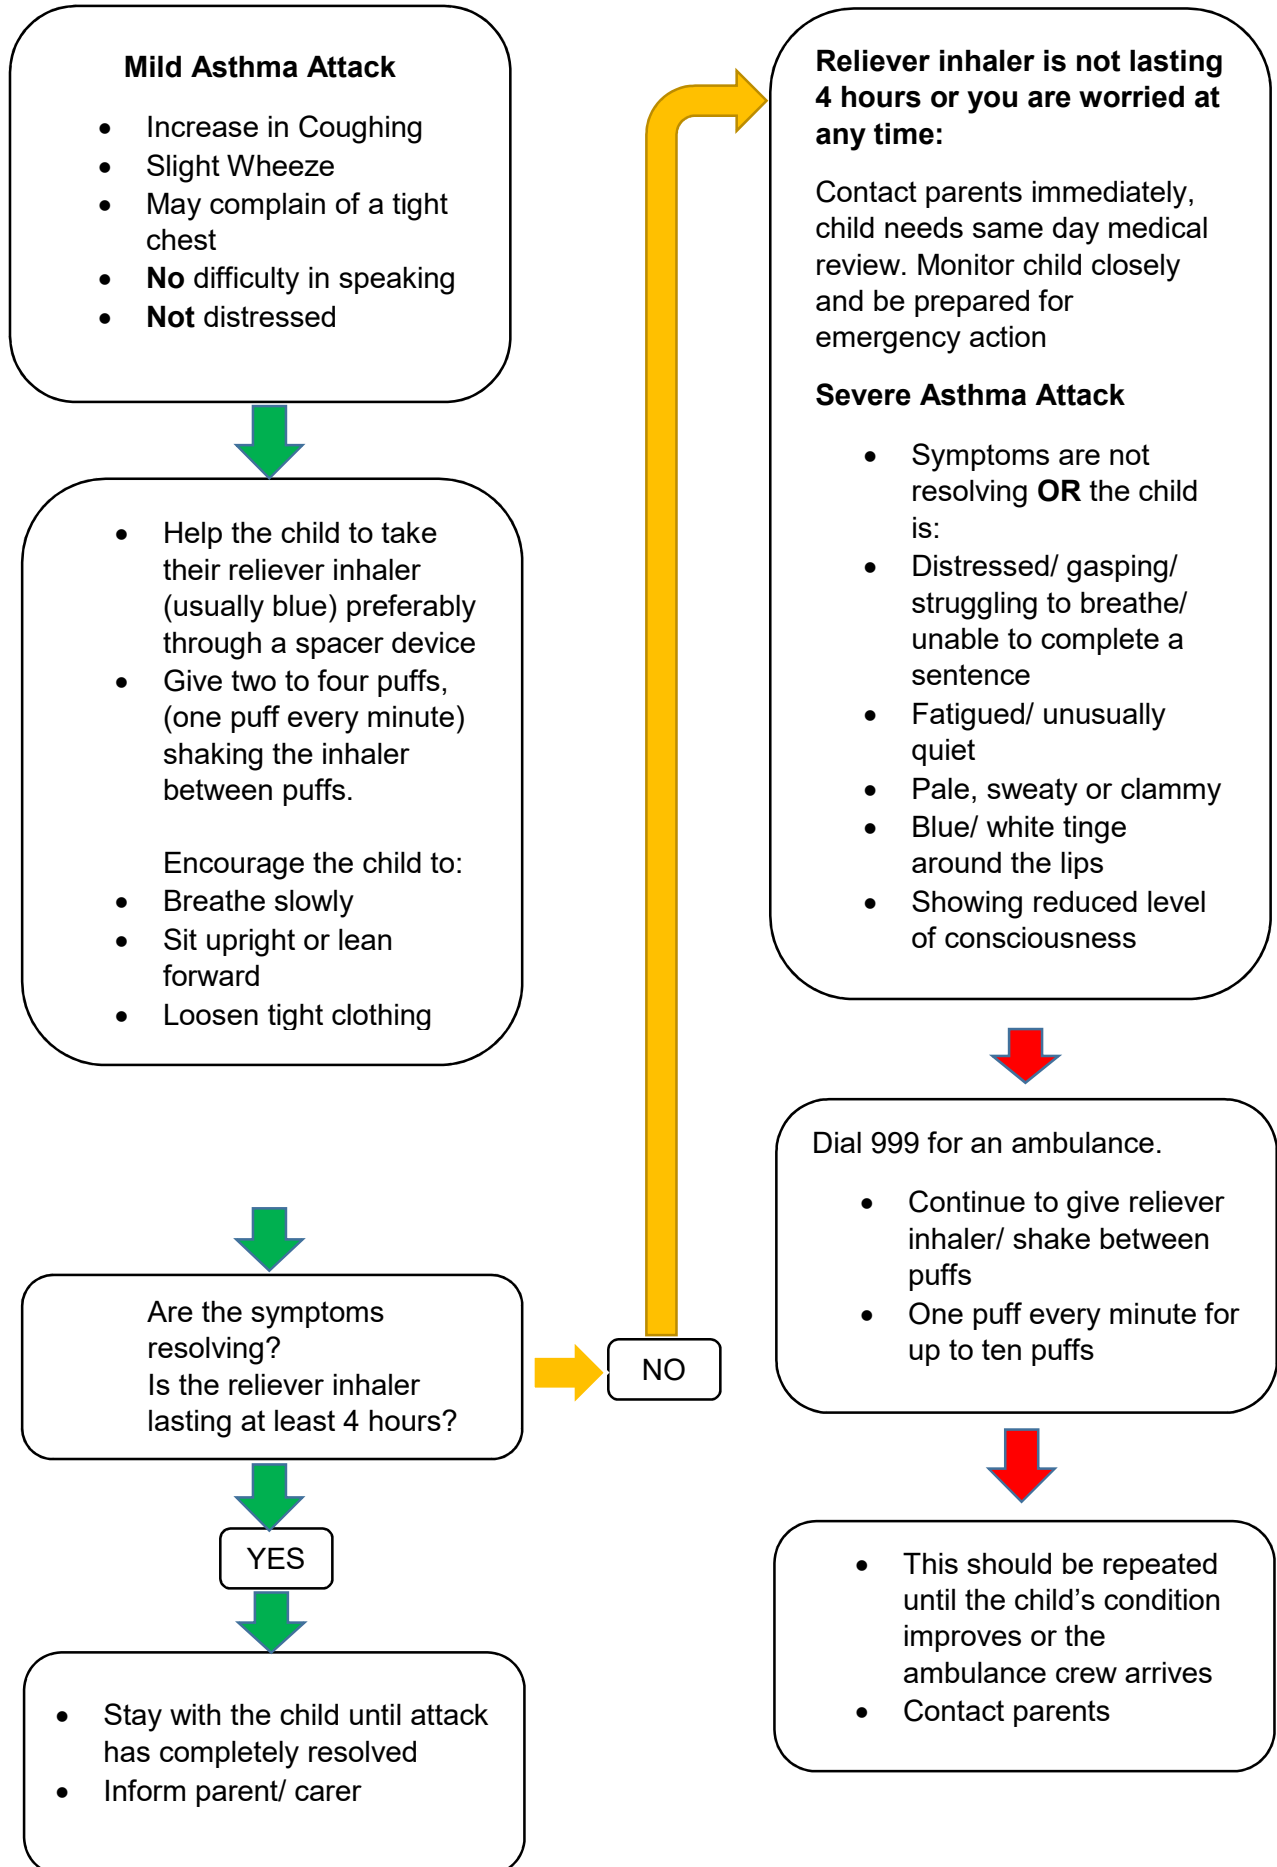 Mild Asthma Attack
• Increase in Coughing
• Slight Wheeze
• May complain of a tight
chest
• No difficulty in speaking
• Not distressed
• Help the child to take
their reliever inhaler
(usually blue) preferably
through a spacer device
• Give two to four puffs,
(one puff every minute)
shaking the inhaler
between puffs.
Encourage the child to:
• Breathe slowly
• Sit upright or lean
forward
• Loosen tight clothing
Are the symptoms
resolving?
Is the reliever inhaler
lasting at least 4 hours?
NO
YES
• Stay with the child until attack
has completely resolved
• Inform parent/ carer
Reliever inhaler is not lasting
4 hours or you are worried at
any time:
Contact parents immediately,
child needs same day medical
review. Monitor child closely
and be prepared for
emergency action
Severe Asthma Attack
• Symptoms are not
resolving OR the child
is:
• Distressed/ gasping/
struggling to breathe/
unable to complete a
sentence
• Fatigued/ unusually
quiet
• Pale, sweaty or clammy
• Blue/ white tinge
around the lips
• Showing reduced level
of consciousness
Dial 999 for an ambulance.
• Continue to give reliever
inhaler/ shake between
puffs
• One puff every minute for
up to ten puffs
• This should be repeated
until the child’s condition
improves or the
ambulance crew arrives
• Contact parents